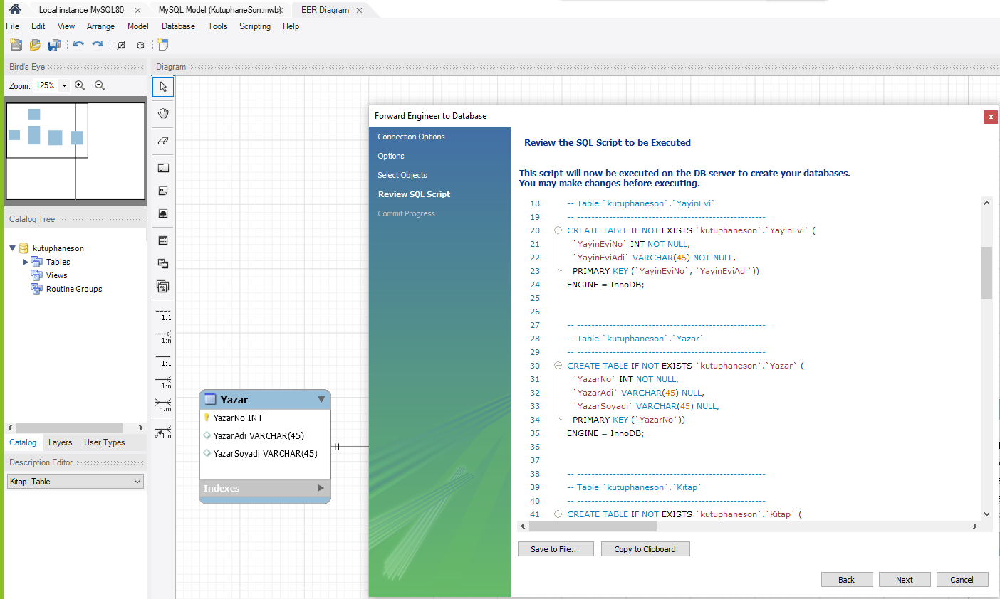 Local instance MySQL80
MySQL Model (KutuphaneSon.mwb)
EER Diagram
File Edit View Arrange Model Database Tools Scripting Help
Bird's Eye
Zoom: 125%
Catalog Tree
kutuphaneson
Tables
Views
Routine Groups
Catalog Layers User Types
Description Editor
Kitap: Table
Diagram
1:1
1:n
1:1
1:n
n:m
1:n
Yazar
YazarNo INT
YazarAdi VARCHAR(45)
YazarSoyadi VARCHAR(45)
Indexes
Forward Engineer to Database
x
Connection Options
Options
Select Objects
Review SQL Script
Commit Progress
Review the SQL Script to be Executed
This script will now be executed on the DB server to create your databases.
You may make changes before executing.
18 -- Table `kutuphaneson`.`YayinEvi`
19 -- -----------------------------------------------------
20 CREATE TABLE IF NOT EXISTS `kutuphaneson`.`YayinEvi` (
21 `YayinEviNo` INT NOT NULL,
22 `YayinEviAdi` VARCHAR(45) NOT NULL,
23 PRIMARY KEY (`YayinEviNo`, `YayinEviAdi`))
24 ENGINE = InnoDB;
25
26
27 -- -----------------------------------------------------
28 -- Table `kutuphaneson`.`Yazar`
29 -- -----------------------------------------------------
30 CREATE TABLE IF NOT EXISTS `kutuphaneson`.`Yazar` (
31 `YazarNo` INT NOT NULL,
32 `YazarAdi` VARCHAR(45) NULL,
33 `YazarSoyadi` VARCHAR(45) NULL,
34 PRIMARY KEY (`YazarNo`))
35 ENGINE = InnoDB;
36
37
38 -- -----------------------------------------------------
39 -- Table `kutuphaneson`.`Kitap`
40 -- -----------------------------------------------------
41 CREATE TABLE IF NOT EXISTS `kutuphaneson`.`Kitap` (
Save to File... Copy to Clipboard
Back Next Cancel